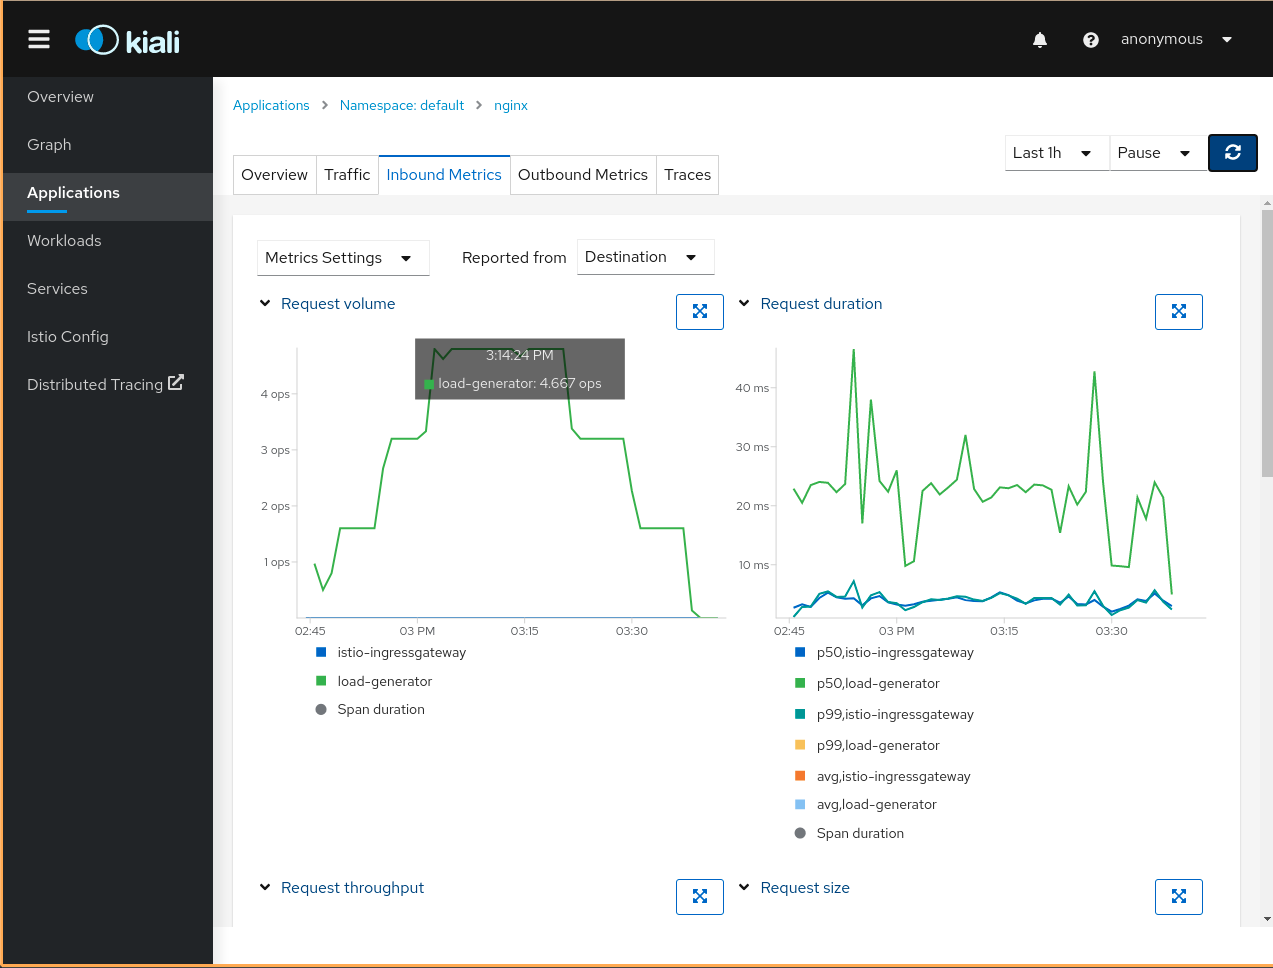 kiali
anonymous
Overview
Graph
Applications
Workloads
Services
Istio Config
Distributed Tracing
Applications > Namespace: default > nginx
Last 1h
Pause
Overview
Traffic
Inbound Metrics
Outbound Metrics
Traces
Metrics Settings
Reported from
Destination
Request volume
3:14:24 PM
load-generator: 4.667 ops
4 ops
3 ops
2 ops
1 ops
02:45
03 PM
03:15
03:30
istio-ingressgateway
load-generator
Span duration
Request duration
40 ms
30 ms
20 ms
10 ms
02:45
03 PM
03:15
03:30
p50,istio-ingressgateway
p50,load-generator
p99,istio-ingressgateway
p99,load-generator
avg,istio-ingressgateway
avg,load-generator
Span duration
Request throughput
Request size